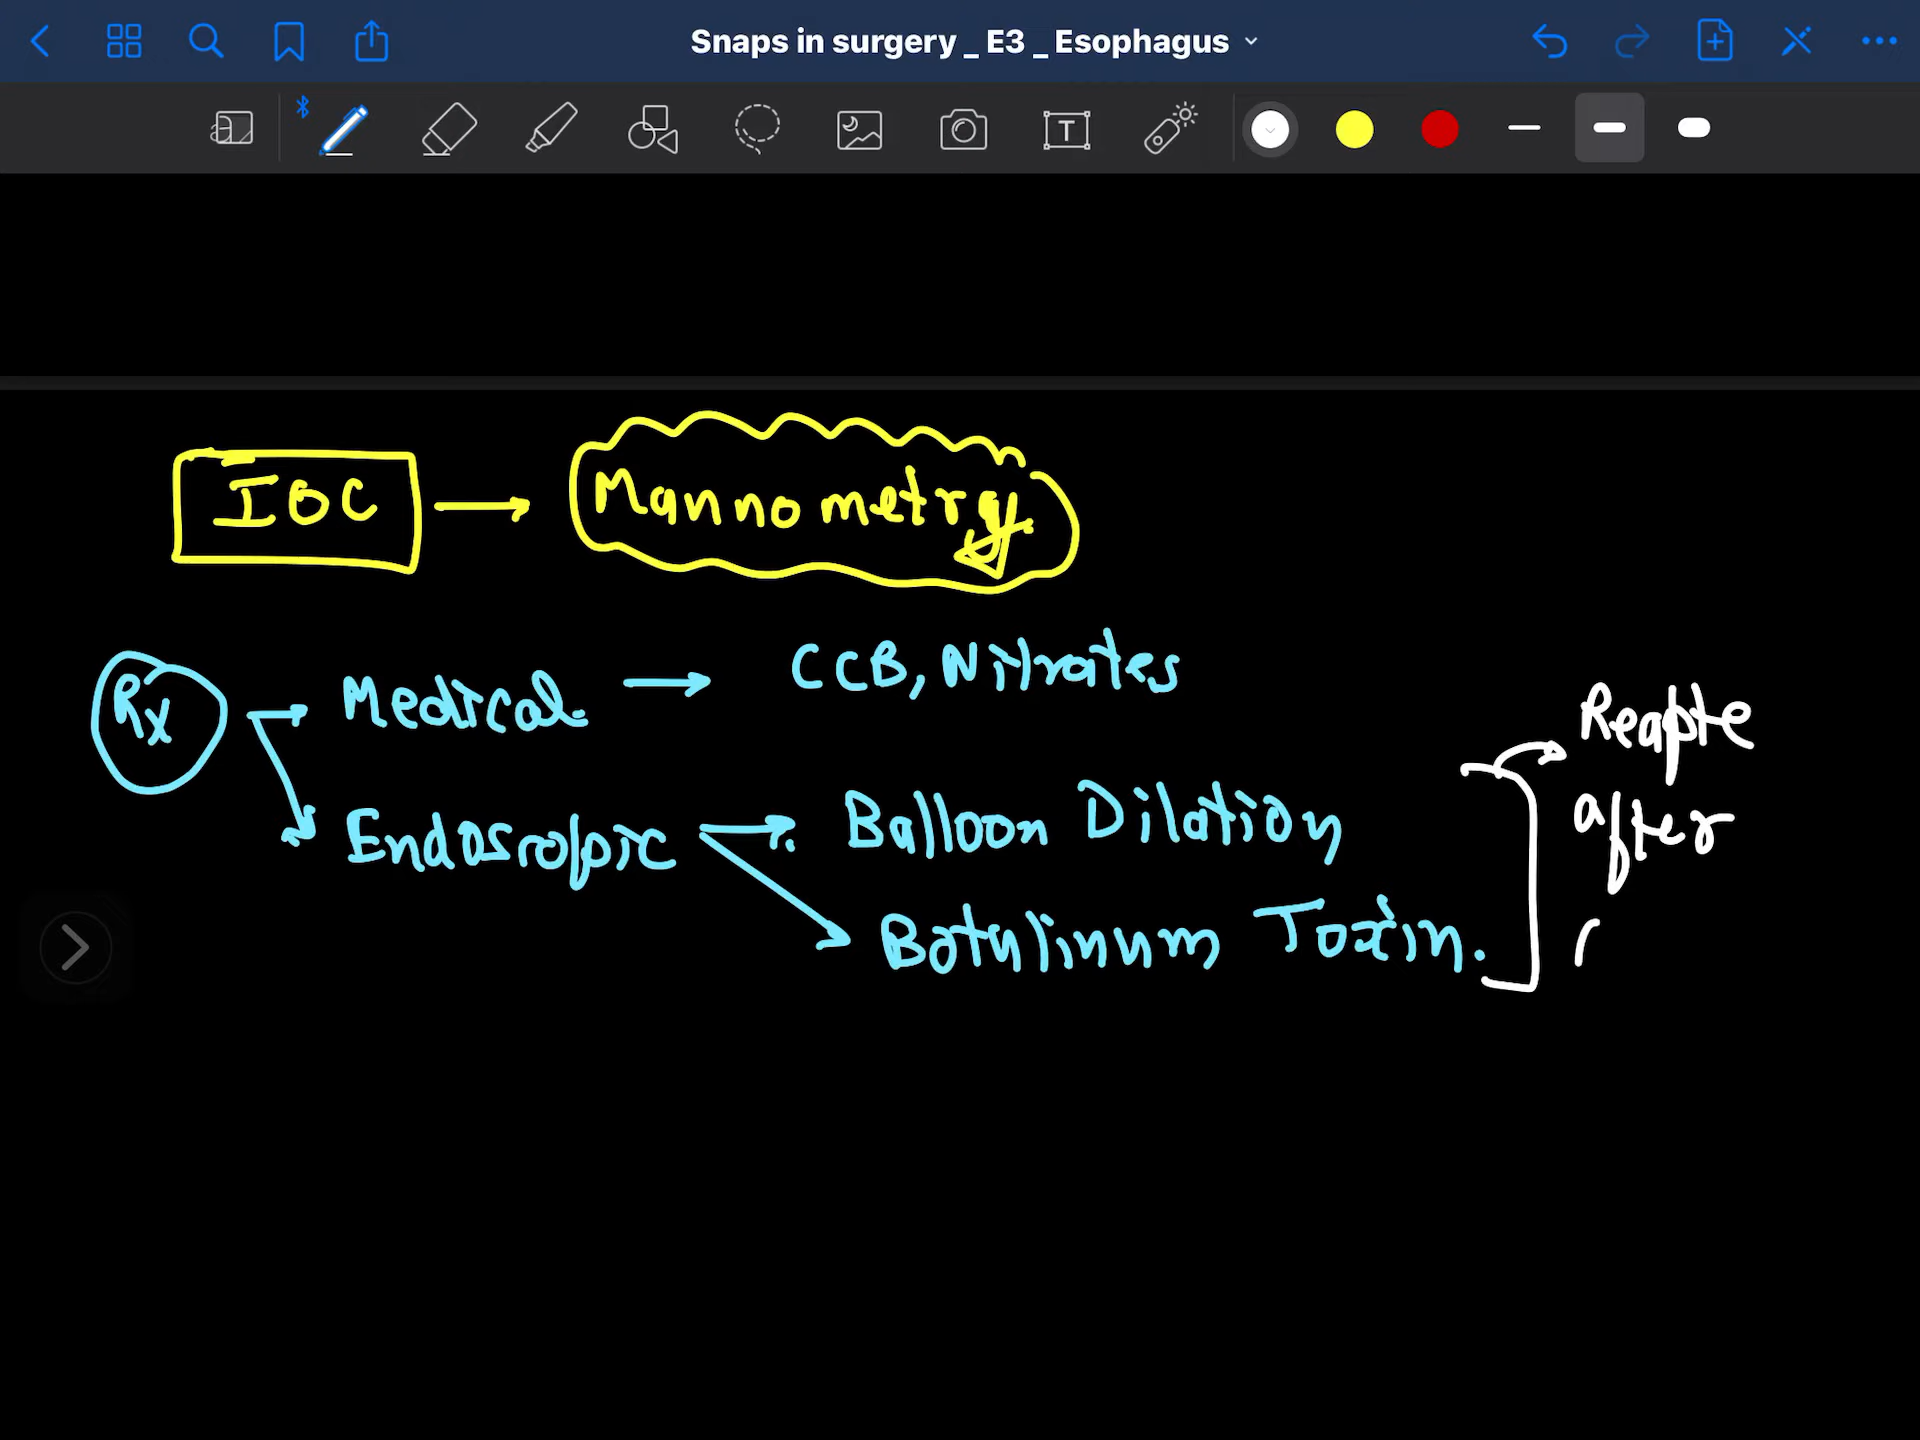 Snaps in surgery _ E3 _ Esophagus
IOC → Mannometry
Rx Medical → CCB, Nitrates
Reapte
Endoscopic → Balloon Dilation
after
Botulinum Toxin.